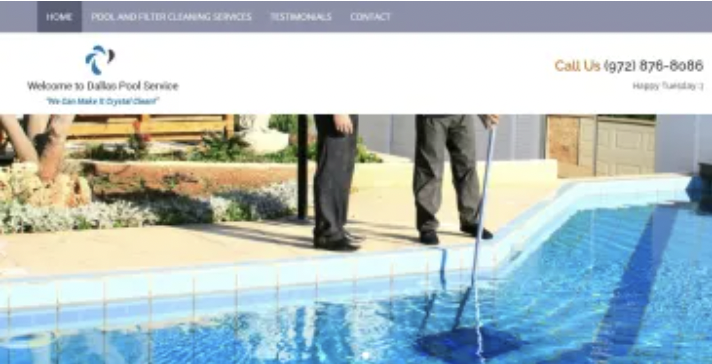 HOME POOL AND FILTER CLEANING SERVICES TESTIMONIALS CONTACT
Call Us (972) 876-8086
Welcome to Dallas Pool Service
Happy Tuesday :)
"We Can Make It Crystal Clean!"